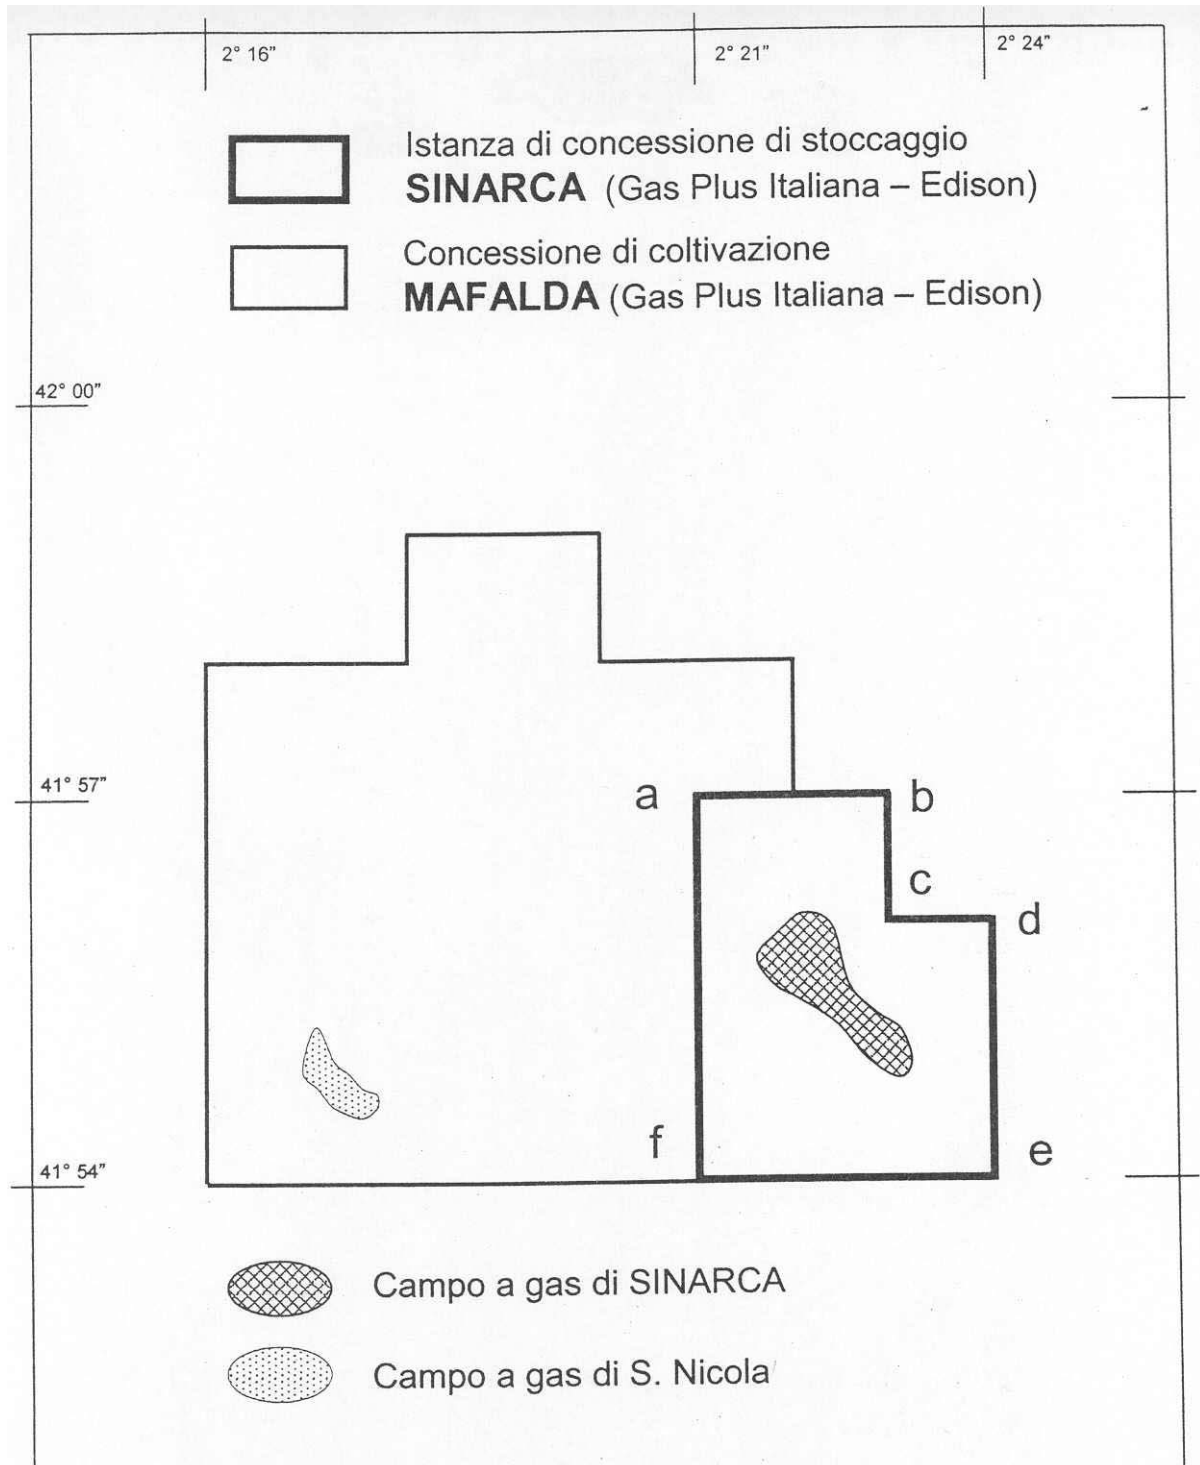 2° 16”
2° 21”
2° 24”
Istanza di concessione di stoccaggio
SINARCA (Gas Plus Italiana – Edison)
Concessione di coltivazione
MAFALDA (Gas Plus Italiana – Edison)
42° 00”
41° 57”
a
b
c
d
41° 54”
f
e
Campo a gas di SINARCA
Campo a gas di S. Nicola